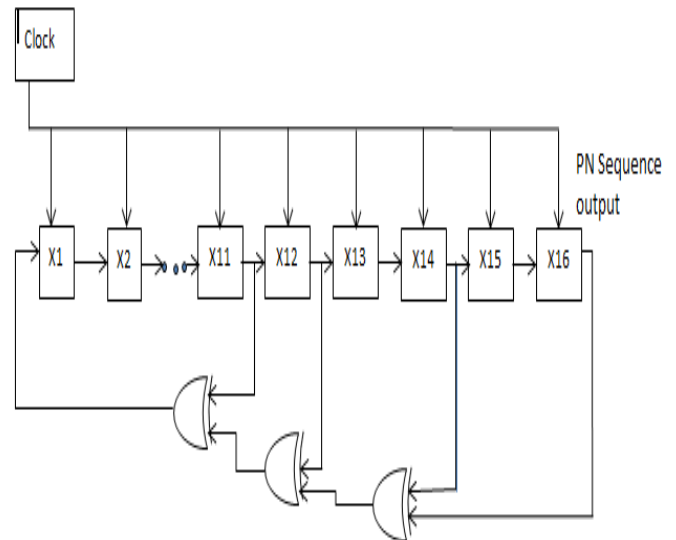 Clock
PN Sequence
output
X1
X2
X11
X12
X13
X14
X15
X16